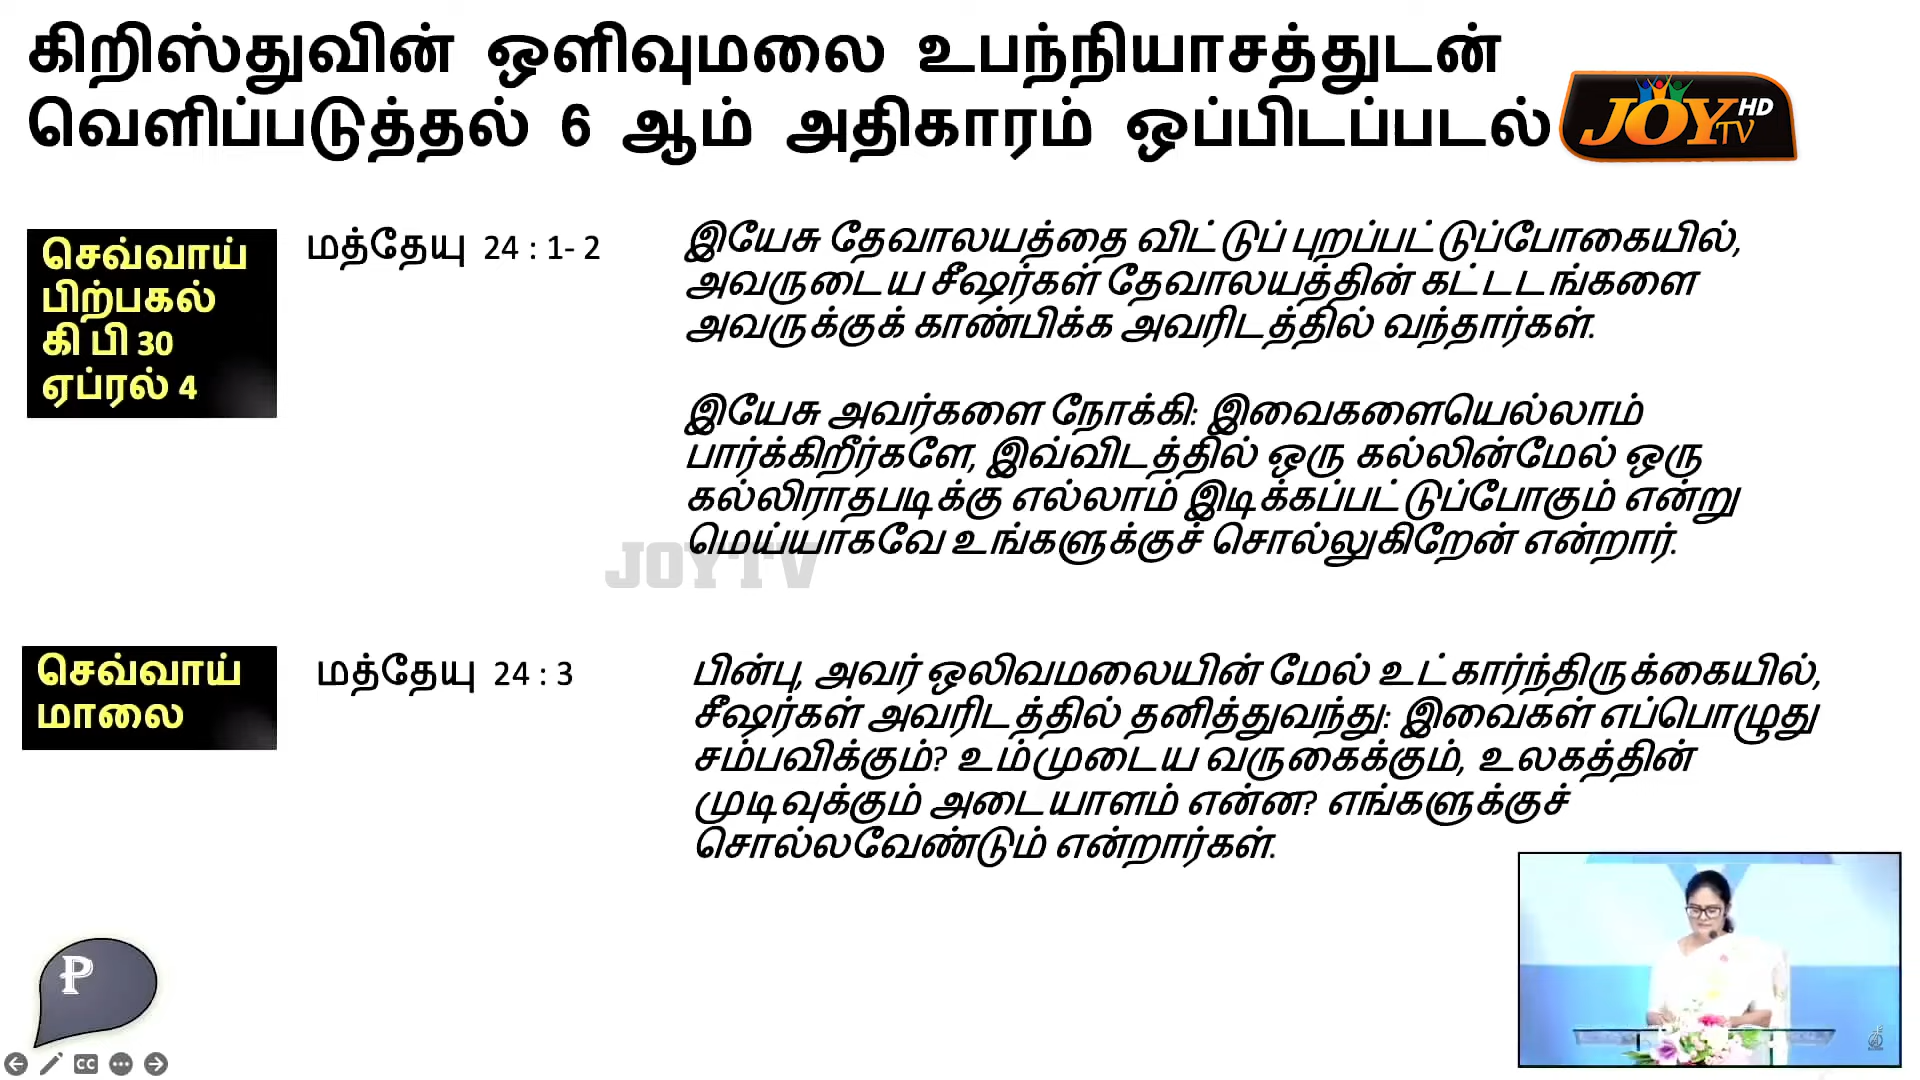 கிறிஸ்துவின் ஒளிவுமலை உபந்நியாசத்துடன்
வெளிப்படுத்தல் 6 ஆம் அதிகாரம் ஒப்பிடப்படல்
JOY TV HD
செவ்வாய்
பிற்பகல்
கி பி 30
ஏப்ரல் 4
மத்தேயு 24 : 1- 2
இயேசு தேவாலயத்தை விட்டுப் புறப்பட்டுப்போகையில்,
அவருடைய சீஷர்கள் தேவாலயத்தின் கட்டடங்களை
அவருக்குக் காண்பிக்க அவரிடத்தில் வந்தார்கள்.
இயேசு அவர்களை நோக்கி: இவைகளையெல்லாம்
பார்க்கிறீர்களே, இவ்விடத்தில் ஒரு கல்லின்மேல் ஒரு
கல்லிராதபடிக்கு எல்லாம் இடிக்கப்பட்டுப்போகும் என்று
மெய்யாகவே உங்களுக்குச் சொல்லுகிறேன் என்றார்.
JOYTV
செவ்வாய்
மாலை
மத்தேயு 24 : 3
பின்பு, அவர் ஒலிவமலையின் மேல் உட்கார்ந்திருக்கையில்,
சீஷர்கள் அவரிடத்தில் தனித்துவந்து: இவைகள் எப்பொழுது
சம்பவிக்கும்? உம்முடைய வருகைக்கும், உலகத்தின்
முடிவுக்கும் அடையாளம் என்ன? எங்களுக்குச்
சொல்லவேண்டும் என்றார்கள்.
P
CC